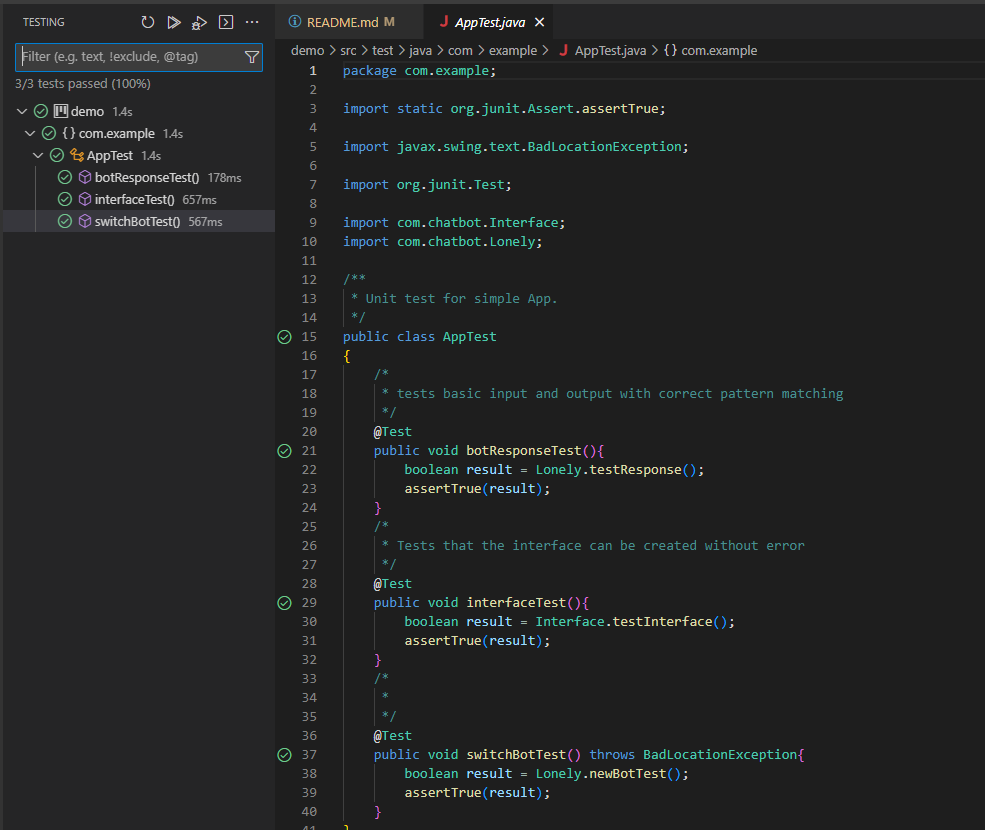 TESTING
Filter (e.g. text, !exclude, @tag)
3/3 tests passed (100%)
demo 1.4s
{} com.example 1.4s
AppTest 1.4s
botResponseTest() 178ms
interfaceTest() 657ms
switchBotTest() 567ms
README.md M
J AppTest.java
demo > src > test > java > com > example > J AppTest.java > {} com.example
1 package com.example;
2
3 import static org.junit.Assert.assertTrue;
4
5 import javax.swing.text.BadLocationException;
6
7 import org.junit.Test;
8
9 import com.chatbot.Interface;
10 import com.chatbot.Lonely;
11
12 /**
13 * Unit test for simple App.
14 */
15 public class AppTest
16 {
17 /*
18 * tests basic input and output with correct pattern matching
19 */
20 @Test
21 public void botResponseTest(){
22 boolean result = Lonely.testResponse();
23 assertTrue(result);
24 }
25 /*
26 * Tests that the interface can be created without error
27 */
28 @Test
29 public void interfaceTest(){
30 boolean result = Interface.testInterface();
31 assertTrue(result);
32 }
33 /*
34 *
35 */
36 @Test
37 public void switchBotTest() throws BadLocationException{
38 boolean result = Lonely.newBotTest();
39 assertTrue(result);
40 }
41 }